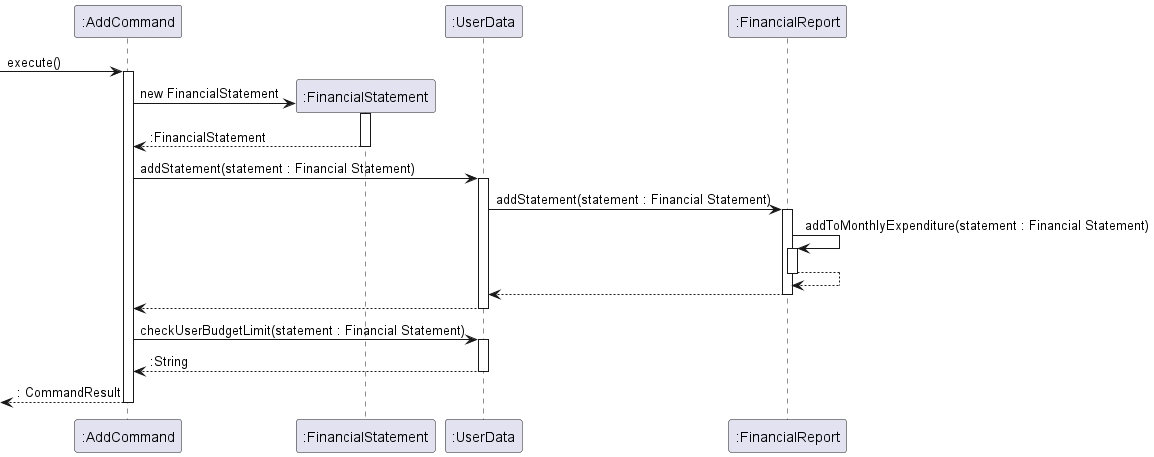 :AddCommand
:UserData
:FinancialReport
execute()
new FinancialStatement
:FinancialStatement
:FinancialStatement
addStatement(statement : Financial Statement)
addStatement(statement : Financial Statement)
addToMonthlyExpenditure(statement : Financial Statement)
checkUserBudgetLimit(statement : Financial Statement)
:String
: CommandResult
:AddCommand
:FinancialStatement
:UserData
:FinancialReport